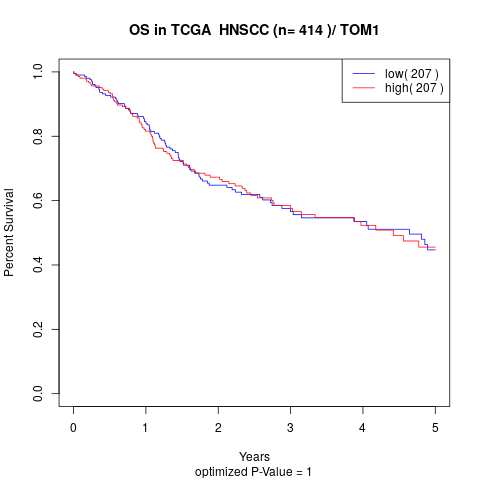 OS in TCGA  HNSCC (n= 414 )/ TOM1
low( 207 )
high( 207 )
1.0
0.8
0.6
0.4
0.2
0.0
Percent Survival
0 1 2 3 4 5
Years
optimized P-Value = 1